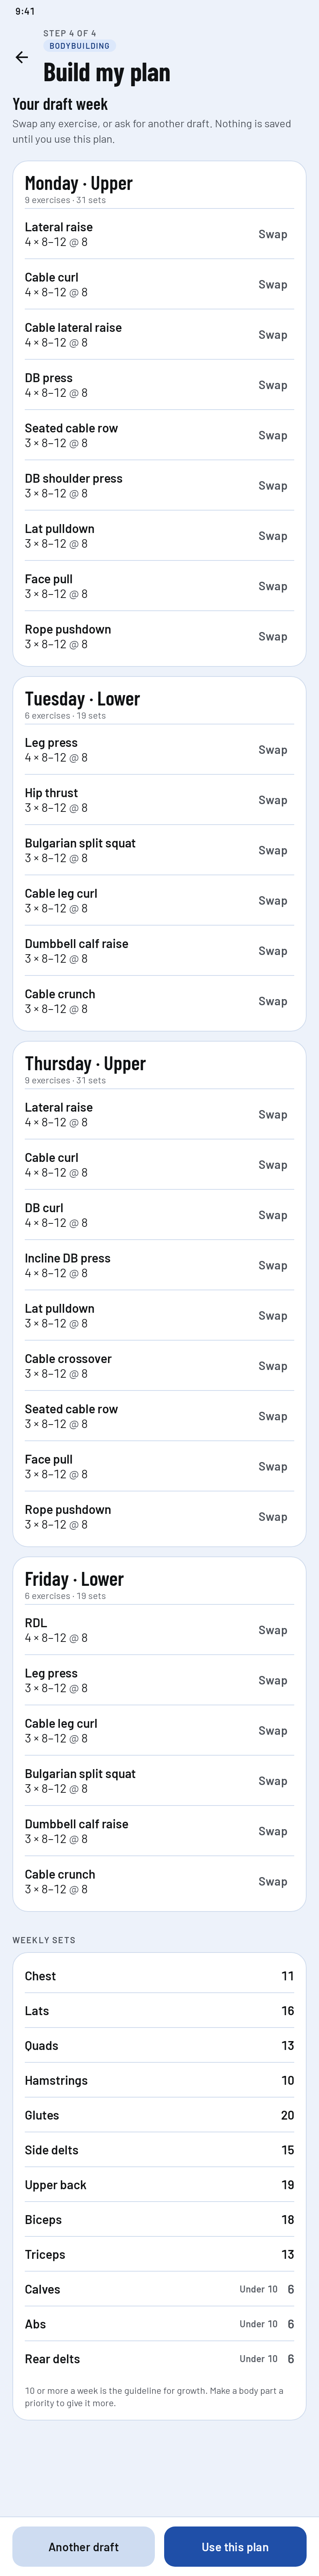 9:41
STEP 4 OF 4
BODYBUILDING
Build my plan
Your draft week
Swap any exercise, or ask for another draft. Nothing is saved
until you use this plan.
Monday · Upper
9 exercises · 31 sets
Lateral raise
4 × 8–12 @ 8
Swap
Cable curl
4 × 8–12 @ 8
Swap
Cable lateral raise
4 × 8–12 @ 8
Swap
DB press
4 × 8–12 @ 8
Swap
Seated cable row
3 × 8–12 @ 8
Swap
DB shoulder press
3 × 8–12 @ 8
Swap
Lat pulldown
3 × 8–12 @ 8
Swap
Face pull
3 × 8–12 @ 8
Swap
Rope pushdown
3 × 8–12 @ 8
Swap
Tuesday · Lower
6 exercises · 19 sets
Leg press
4 × 8–12 @ 8
Swap
Hip thrust
3 × 8–12 @ 8
Swap
Bulgarian split squat
3 × 8–12 @ 8
Swap
Cable leg curl
3 × 8–12 @ 8
Swap
Dumbbell calf raise
3 × 8–12 @ 8
Swap
Cable crunch
3 × 8–12 @ 8
Swap
Thursday · Upper
9 exercises · 31 sets
Lateral raise
4 × 8–12 @ 8
Swap
Cable curl
4 × 8–12 @ 8
Swap
DB curl
4 × 8–12 @ 8
Swap
Incline DB press
4 × 8–12 @ 8
Swap
Lat pulldown
3 × 8–12 @ 8
Swap
Cable crossover
3 × 8–12 @ 8
Swap
Seated cable row
3 × 8–12 @ 8
Swap
Face pull
3 × 8–12 @ 8
Swap
Rope pushdown
3 × 8–12 @ 8
Swap
Friday · Lower
6 exercises · 19 sets
RDL
4 × 8–12 @ 8
Swap
Leg press
3 × 8–12 @ 8
Swap
Cable leg curl
3 × 8–12 @ 8
Swap
Bulgarian split squat
3 × 8–12 @ 8
Swap
Dumbbell calf raise
3 × 8–12 @ 8
Swap
Cable crunch
3 × 8–12 @ 8
Swap
WEEKLY SETS
Chest 11
Lats 16
Quads 13
Hamstrings 10
Glutes 20
Side delts 15
Upper back 19
Biceps 18
Triceps 13
Calves Under 10 6
Abs Under 10 6
Rear delts Under 10 6
10 or more a week is the guideline for growth. Make a body part a
priority to give it more.
Another draft
Use this plan